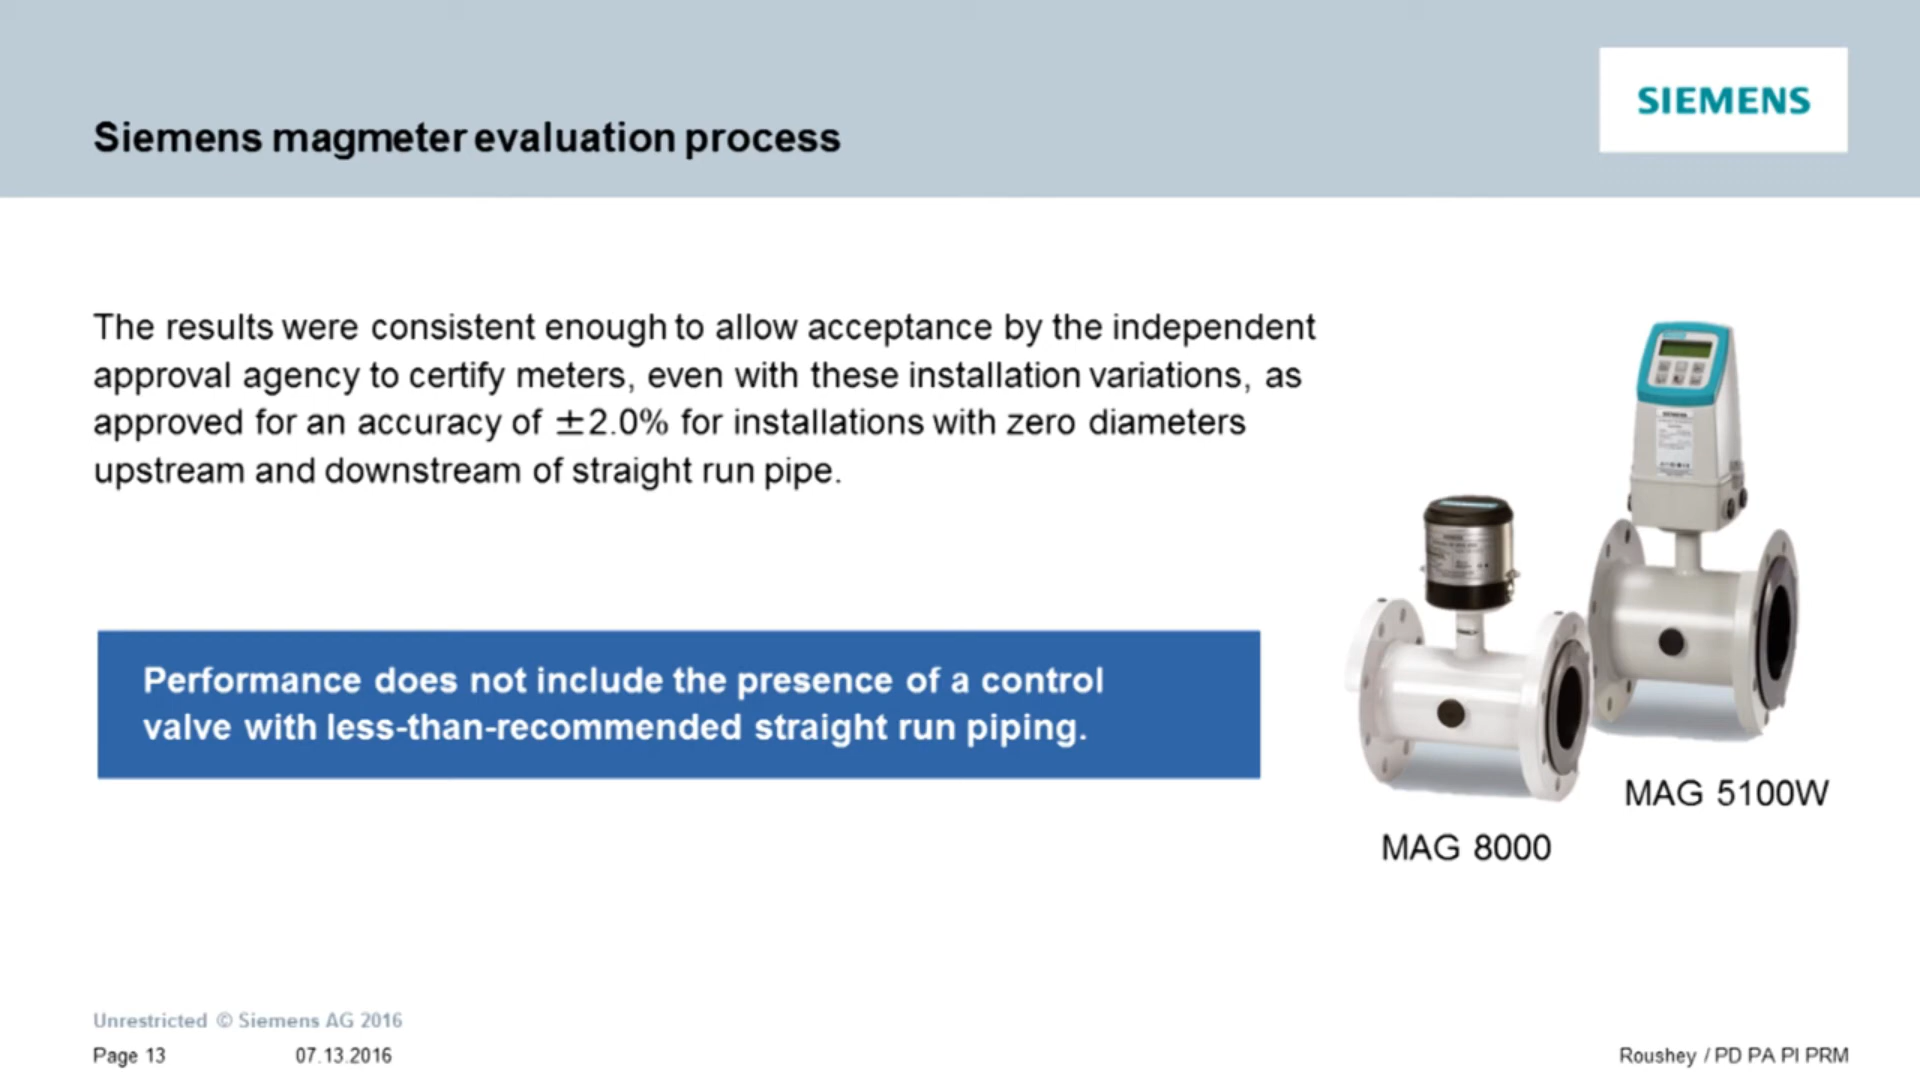 SIEMENS
Siemens magmeter evaluation process
The results were consistent enough to allow acceptance by the independent
approval agency to certify meters, even with these installation variations, as
approved for an accuracy of ±2.0% for installations with zero diameters
upstream and downstream of straight run pipe.
Performance does not include the presence of a control
valve with less-than-recommended straight run piping.
MAG 5100W
MAG 8000
Unrestricted © Siemens AG 2016
Page 13
07.13.2016
Roushey / PD PA PI PRM